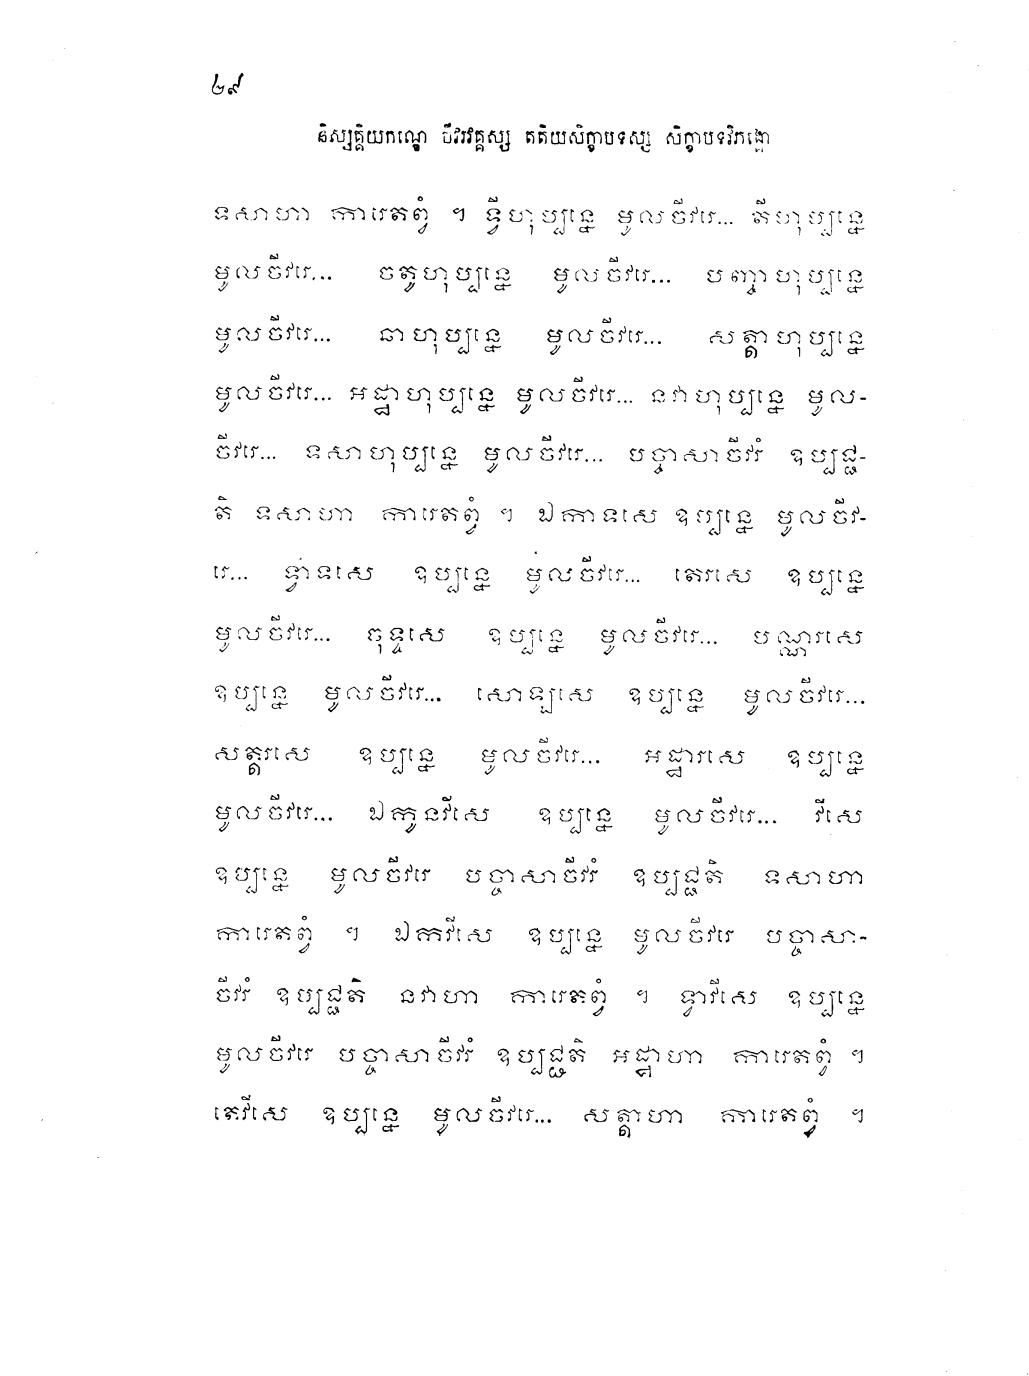 ២៩
និស្សគ្គិយកណ្ឌេ ចីវរវគ្គស្ស តតិយសិក្ខាបទស្ស សិក្ខាបទវិភង្គោ
ទសាហា ការេតព្វំ ។ ទ្វីហុប្បន្នេ មូលចីវរេ... តីហុប្បន្នេ
មូលចីវរេ... ចតូហុប្បន្នេ មូលចីវរេ... បញ្ចាហុប្បន្នេ
មូលចីវរេ... ឆាហុប្បន្នេ មូលចីវរេ... សត្តាហុប្បន្នេ
មូលចីវរេ... អដ្ឋាហុប្បន្នេ មូលចីវរេ... នវាហុប្បន្នេ មូល-
ចីវរេ... ទសាហុប្បន្នេ មូលចីវរេ... បច្ចាសាចីវរំ ឧប្បជ្ជ-
តិ ទសាហា ការេតព្វំ ។ ឯកាទសេ ឧប្បន្នេ មូលចីវ-
រេ... ទ្វាទសេ ឧប្បន្នេ មូលចីវរេ... តេរសេ ឧប្បន្នេ
មូលចីវរេ... ចុទ្ទសេ ឧប្បន្នេ មូលចីវរេ... បណ្ណរសេ
ឧប្បន្នេ មូលចីវរេ... សោឡសេ ឧប្បន្នេ មូលចីវរេ...
សត្តរសេ ឧប្បន្នេ មូលចីវរេ... អដ្ឋារសេ ឧប្បន្នេ
មូលចីវរេ... ឯកូនវីសេ ឧប្បន្នេ មូលចីវរេ... វីសេ
ឧប្បន្នេ មូលចីវរេ បច្ចាសាចីវរំ ឧប្បជ្ជតិ ទសាហា
ការេតព្វំ ។ ឯកវីសេ ឧប្បន្នេ មូលចីវរេ បច្ចាសា-
ចីវរំ ឧប្បជ្ជតិ នវាហា ការេតព្វំ ។ ទ្វាវីសេ ឧប្បន្នេ
មូលចីវរេ បច្ចាសាចីវរំ ឧប្បជ្ជតិ អដ្ឋាហា ការេតព្វំ ។
តេវីសេ ឧប្បន្នេ មូលចីវរេ... សត្តាហា ការេតព្វំ ។